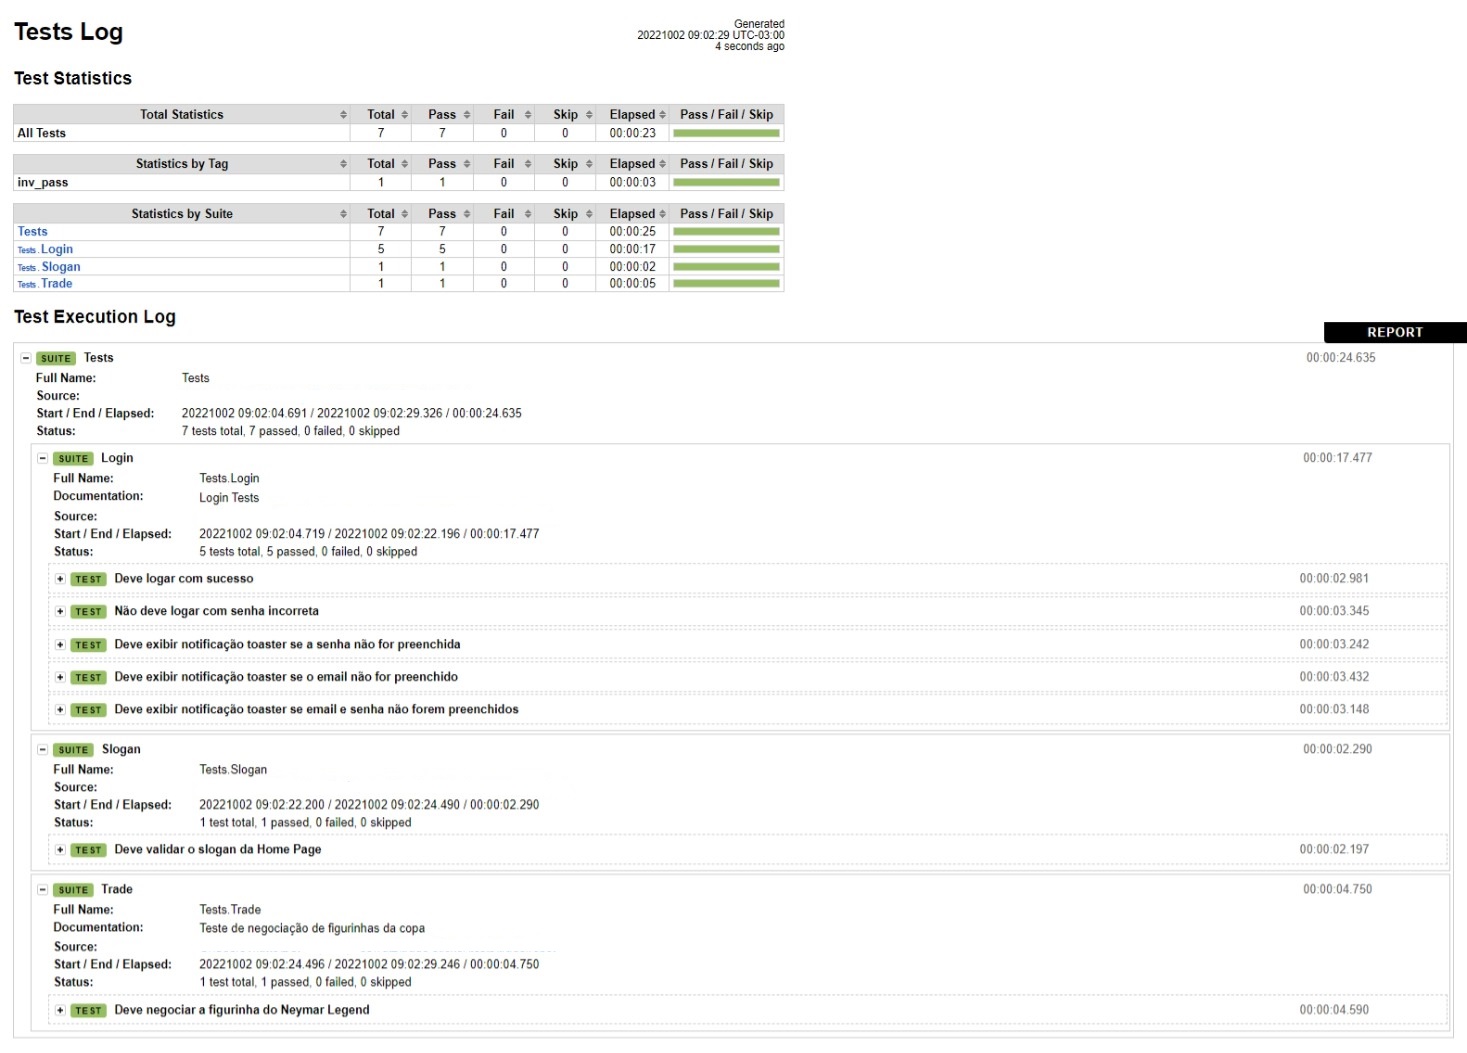 Tests Log
Generated
20221002 09:02:29 UTC-03:00
4 seconds ago
Test Statistics
Total Statistics Total Pass Fail Skip Elapsed Pass / Fail / Skip
All Tests 7 7 0 0 00:00:23
Statistics by Tag Total Pass Fail Skip Elapsed Pass / Fail / Skip
inv_pass 1 1 0 0 00:00:03
Statistics by Suite Total Pass Fail Skip Elapsed Pass / Fail / Skip
Tests 7 7 0 0 00:00:25
Tests.Login 5 5 0 0 00:00:17
Tests.Slogan 1 1 0 0 00:00:02
Tests.Trade 1 1 0 0 00:00:05
Test Execution Log
REPORT
SUITE Tests 00:00:24.635
Full Name: Tests
Source:
Start / End / Elapsed: 20221002 09:02:04.691 / 20221002 09:02:29.326 / 00:00:24.635
Status: 7 tests total, 7 passed, 0 failed, 0 skipped
SUITE Login 00:00:17.477
Full Name: Tests.Login
Documentation: Login Tests
Source:
Start / End / Elapsed: 20221002 09:02:04.719 / 20221002 09:02:22.196 / 00:00:17.477
Status: 5 tests total, 5 passed, 0 failed, 0 skipped
TEST Deve logar com sucesso 00:00:02.981
TEST Não deve logar com senha incorreta 00:00:03.345
TEST Deve exibir notificação toaster se a senha não for preenchida 00:00:03.242
TEST Deve exibir notificação toaster se o email não for preenchido 00:00:03.432
TEST Deve exibir notificação toaster se email e senha não forem preenchidos 00:00:03.148
SUITE Slogan 00:00:02.290
Full Name: Tests.Slogan
Source:
Start / End / Elapsed: 20221002 09:02:22.200 / 20221002 09:02:24.490 / 00:00:02.290
Status: 1 test total, 1 passed, 0 failed, 0 skipped
TEST Deve validar o slogan da Home Page 00:00:02.197
SUITE Trade 00:00:04.750
Full Name: Tests.Trade
Documentation: Teste de negociação de figurinhas da copa
Source:
Start / End / Elapsed: 20221002 09:02:24.496 / 20221002 09:02:29.246 / 00:00:04.750
Status: 1 test total, 1 passed, 0 failed, 0 skipped
TEST Deve negociar a figurinha do Neymar Legend 00:00:04.590